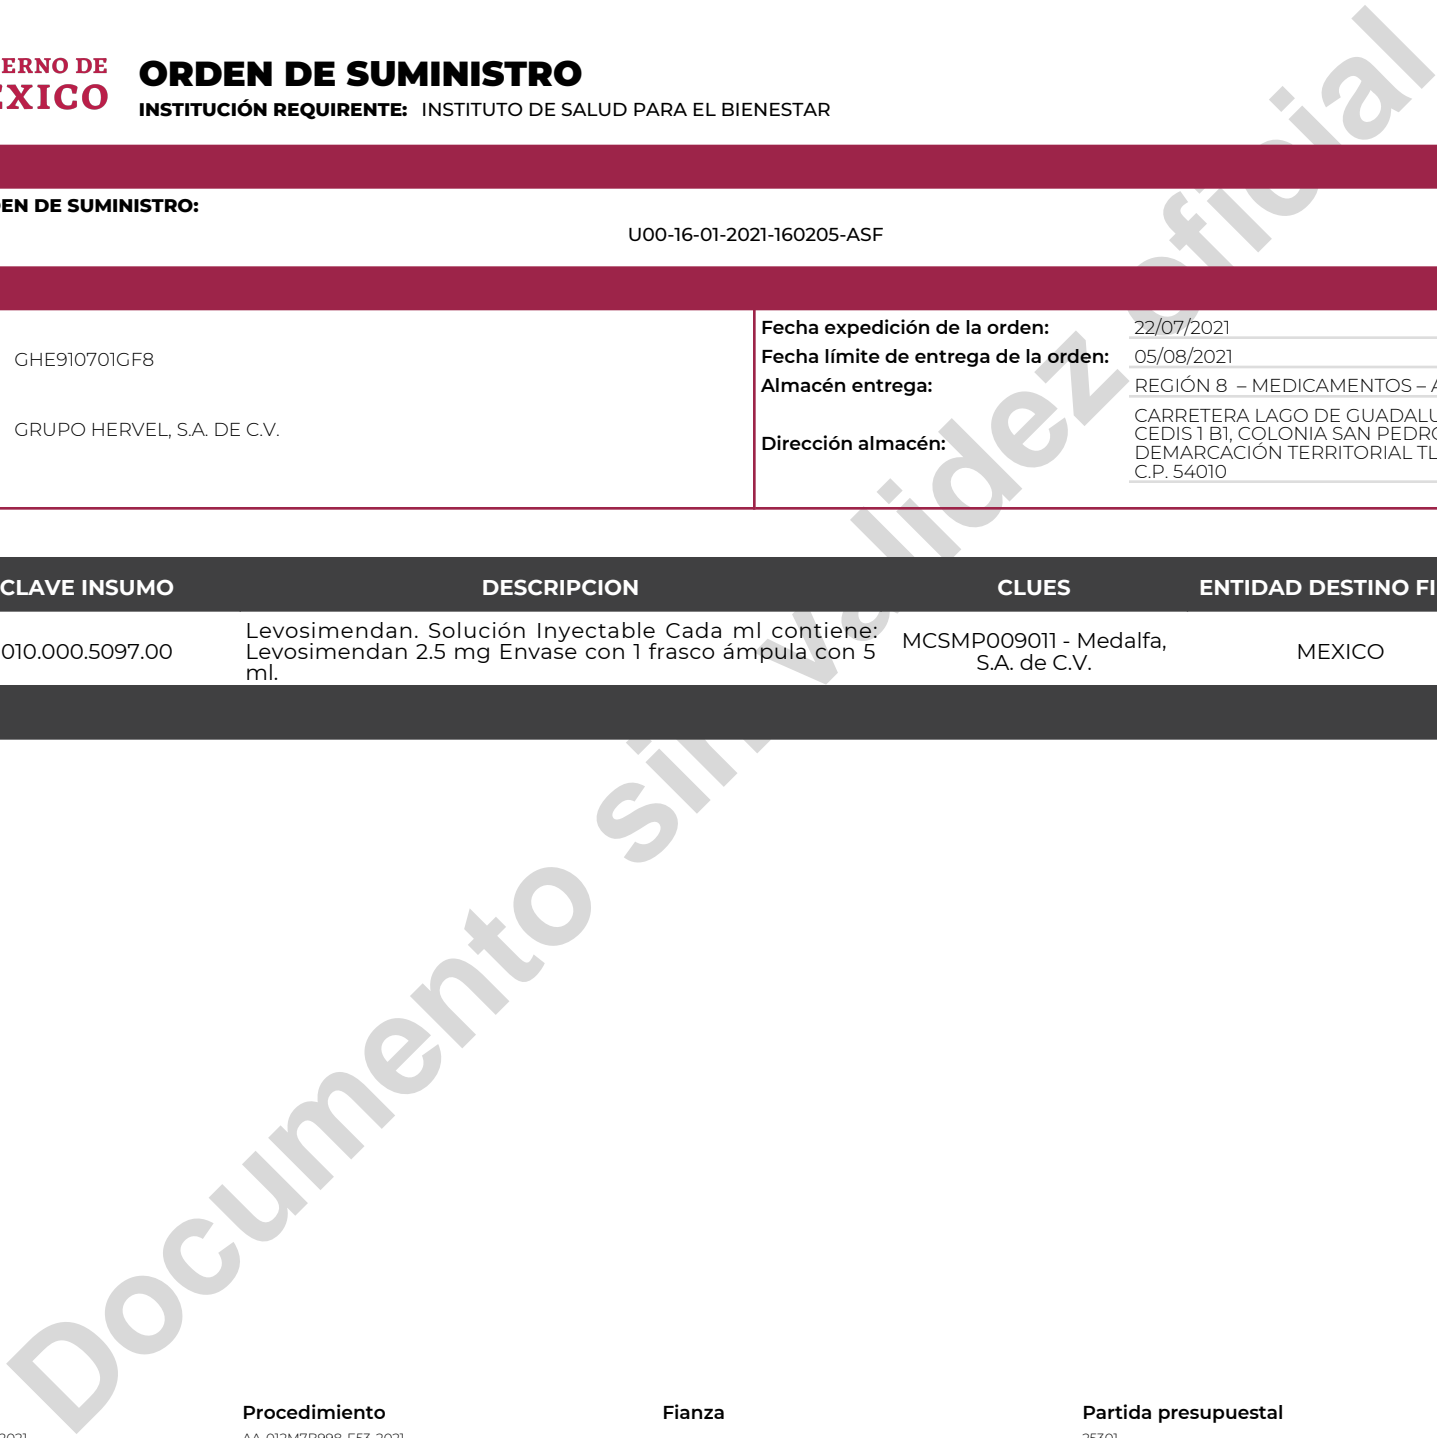 ERNO DE
EXICO
ORDEN DE SUMINISTRO
INSTITUCIÓN REQUIRENTE: INSTITUTO DE SALUD PARA EL BIENESTAR
EN DE SUMINISTRO:
U00-16-01-2021-160205-ASF
GHE910701GF8
GRUPO HERVEL, S.A. DE C.V.
Fecha expedición de la orden: 22/07/2021
Fecha límite de entrega de la orden: 05/08/2021
Almacén entrega: REGIÓN 8 – MEDICAMENTOS – A
Dirección almacén:
CARRETERA LAGO DE GUADALU
CEDIS 1 B1, COLONIA SAN PEDRO
DEMARCACIÓN TERRITORIAL TL
C.P. 54010
CLAVE INSUMO DESCRIPCION CLUES ENTIDAD DESTINO FI
010.000.5097.00
Levosimendan. Solución Inyectable Cada ml contiene:
Levosimendan 2.5 mg Envase con 1 frasco ámpula con 5
ml.
MCSMP009011 - Medalfa,
S.A. de C.V.
MEXICO
Documento sin validez oficial
Procedimiento Fianza Partida presupuestal